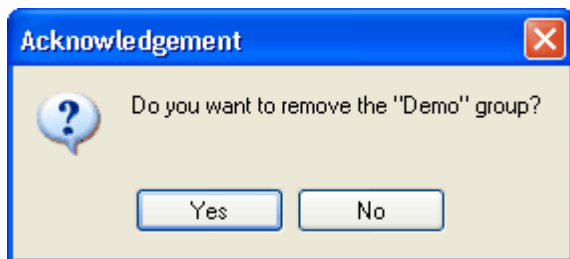 Acknowledgement
Do you want to remove the "Demo" group?
Yes
No